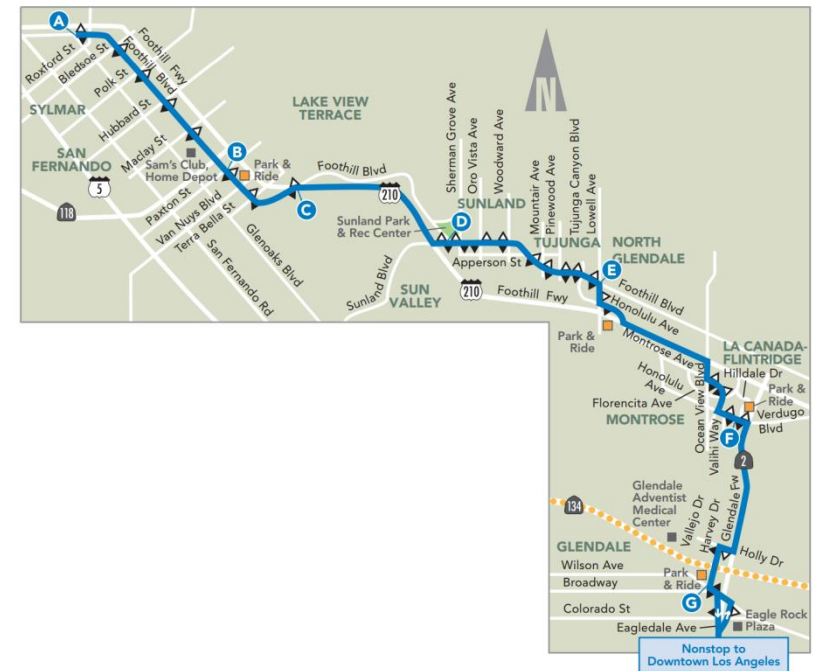 A
Roxford St
Bledsoe St
Foothill Fwy
Foothill Blvd
Polk St
SYLMAR
Hubbard St
LAKE VIEW
TERRACE
SAN
FERNANDO
Maclay St
Sam's Club,
Home Depot
B
Park &
Ride
Foothill Blvd
5
118
Paxton St
Van Nuys Blvd
Terra Bella St
C
210
San Fernando Rd
Glenoaks Blvd
N
Sherman Grove Ave
Oro Vista Ave
Woodward Ave
D
SUNLAND
Sunland Park
& Rec Center
Mountair Ave
Pinewood Ave
Tujunga Canyon Blvd
Lowell Ave
Apperson St
TUJUNGA
NORTH
GLENDALE
E
Sunland Blvd
SUN
VALLEY
210
Foothill Fwy
Foothill Blvd
Honolulu Ave
Park &
Ride
Montrose Ave
LA CANADA-
FLINTRIDGE
Honolulu
Ave
Hilldale Dr
Park &
Ride
Florencita Ave
Ocean View Blvd
MONTROSE
Valihi Way
F
Verdugo
Blvd
2
Glendale Fw
134
Glendale
Adventist
Medical
Center
Vallejo Dr
Harvey Dr
GLENDALE
Holly Dr
Wilson Ave
Park
& Ride
Broadway
G
Colorado St
Eagle Rock
Plaza
Eagledale Ave
Nonstop to
Downtown Los Angeles